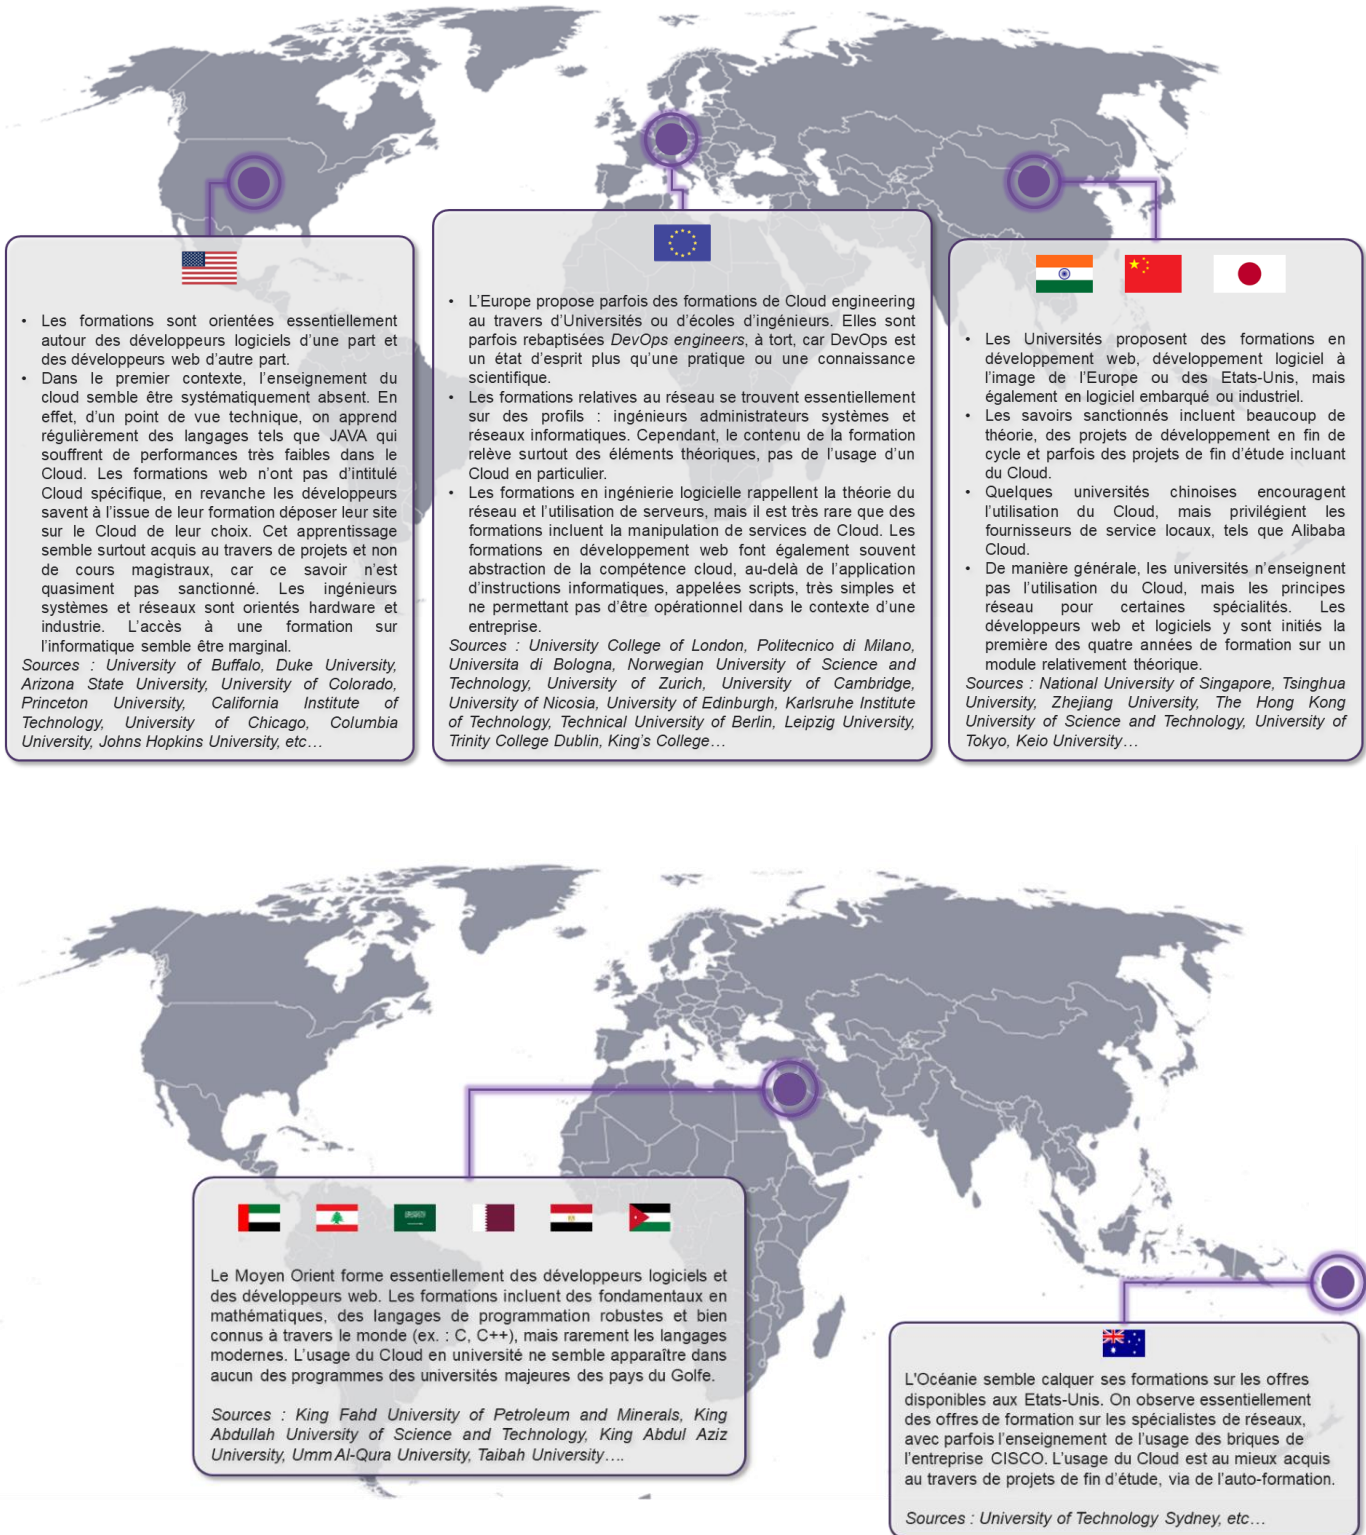 • Les formations sont orientées essentiellement
autour des développeurs logiciels d'une part et
des développeurs web d'autre part.
• Dans le premier contexte, l'enseignement du
cloud semble être systématiquement absent. En
effet, d'un point de vue technique, on apprend
régulièrement des langages tels que JAVA qui
souffrent de performances très faibles dans le
Cloud. Les formations web n'ont pas d'intitulé
Cloud spécifique, en revanche les développeurs
savent à l'issue de leur formation déposer leur site
sur le Cloud de leur choix. Cet apprentissage
semble surtout acquis au travers de projets et non
de cours magistraux, car ce savoir n'est
quasiment pas sanctionné. Les ingénieurs
systèmes et réseaux sont orientés hardware et
industrie. L'accès à une formation sur
l'informatique semble être marginal.
Sources : University of Buffalo, Duke University,
Arizona State University, University of Colorado,
Princeton University, California Institute of
Technology, University of Chicago, Columbia
University, Johns Hopkins University, etc…
• L'Europe propose parfois des formations de Cloud engineering
au travers d'Universités ou d'écoles d'ingénieurs. Elles sont
parfois rebaptisées DevOps engineers, à tort, car DevOps est
un état d'esprit plus qu'une pratique ou une connaissance
scientifique.
• Les formations relatives au réseau se trouvent essentiellement
sur des profils : ingénieurs administrateurs systèmes et
réseaux informatiques. Cependant, le contenu de la formation
relève surtout des éléments théoriques, pas de l'usage d'un
Cloud en particulier.
• Les formations en ingénierie logicielle rappellent la théorie du
réseau et l'utilisation de serveurs, mais il est très rare que des
formations incluent la manipulation de services de Cloud. Les
formations en développement web font également souvent
abstraction de la compétence cloud, au-delà de l'application
d'instructions informatiques, appelées scripts, très simples et
ne permettant pas d'être opérationnel dans le contexte d'une
entreprise.
Sources : University College of London, Politecnico di Milano,
Universita di Bologna, Norwegian University of Science and
Technology, University of Zurich, University of Cambridge,
University of Nicosia, University of Edinburgh, Karlsruhe Institute
of Technology, Technical University of Berlin, Leipzig University,
Trinity College Dublin, King's College…
• Les Universités proposent des formations en
développement web, développement logiciel à
l'image de l'Europe ou des Etats-Unis, mais
également en logiciel embarqué ou industriel.
• Les savoirs sanctionnés incluent beaucoup de
théorie, des projets de développement en fin de
cycle et parfois des projets de fin d'étude incluant
du Cloud.
• Quelques universités chinoises encouragent
l'utilisation du Cloud, mais privilégient les
fournisseurs de service locaux, tels que Alibaba
Cloud.
• De manière générale, les universités n'enseignent
pas l'utilisation du Cloud, mais les principes
réseau pour certaines spécialités. Les
développeurs web et logiciels y sont initiés la
première des quatre années de formation sur un
module relativement théorique.
Sources : National University of Singapore, Tsinghua
University, Zhejiang University, The Hong Kong
University of Science and Technology, University of
Tokyo, Keio University…
Le Moyen Orient forme essentiellement des développeurs logiciels et
des développeurs web. Les formations incluent des fondamentaux en
mathématiques, des langages de programmation robustes et bien
connus à travers le monde (ex. : C, C++), mais rarement les langages
modernes. L'usage du Cloud en université ne semble apparaître dans
aucun des programmes des universités majeures des pays du Golfe.
Sources : King Fahd University of Petroleum and Minerals, King
Abdullah University of Science and Technology, King Abdul Aziz
University, Umm Al-Qura University, Taibah University….
L'Océanie semble calquer ses formations sur les offres
disponibles aux Etats-Unis. On observe essentiellement
des offres de formation sur les spécialistes de réseaux,
avec parfois l'enseignement de l'usage des briques de
l'entreprise CISCO. L'usage du Cloud est au mieux acquis
au travers de projets de fin d'étude, via de l'auto-formation.
Sources : University of Technology Sydney, etc…